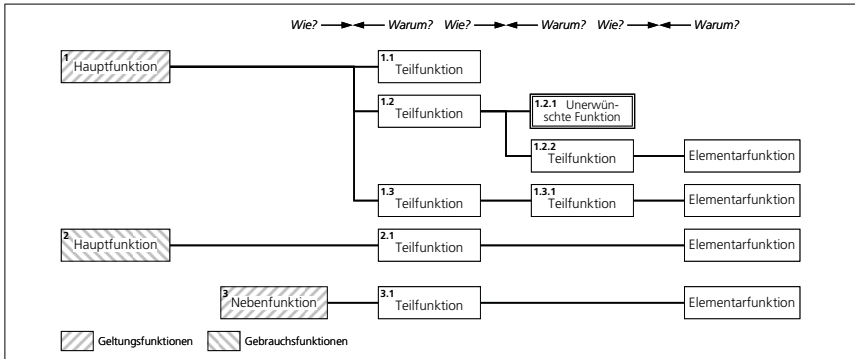 Wie? Warum? Wie? Warum? Wie? Warum?
1 Hauptfunktion
1.1 Teilfunktion
1.2 Teilfunktion
1.2.1 Unerwün-
schte Funktion
1.2.2 Teilfunktion
Elementarfunktion
1.3 Teilfunktion
1.3.1 Teilfunktion
Elementarfunktion
2 Hauptfunktion
2.1 Teilfunktion
Elementarfunktion
3 Nebenfunktion
3.1 Teilfunktion
Elementarfunktion
Geltungsfunktionen Gebrauchsfunktionen